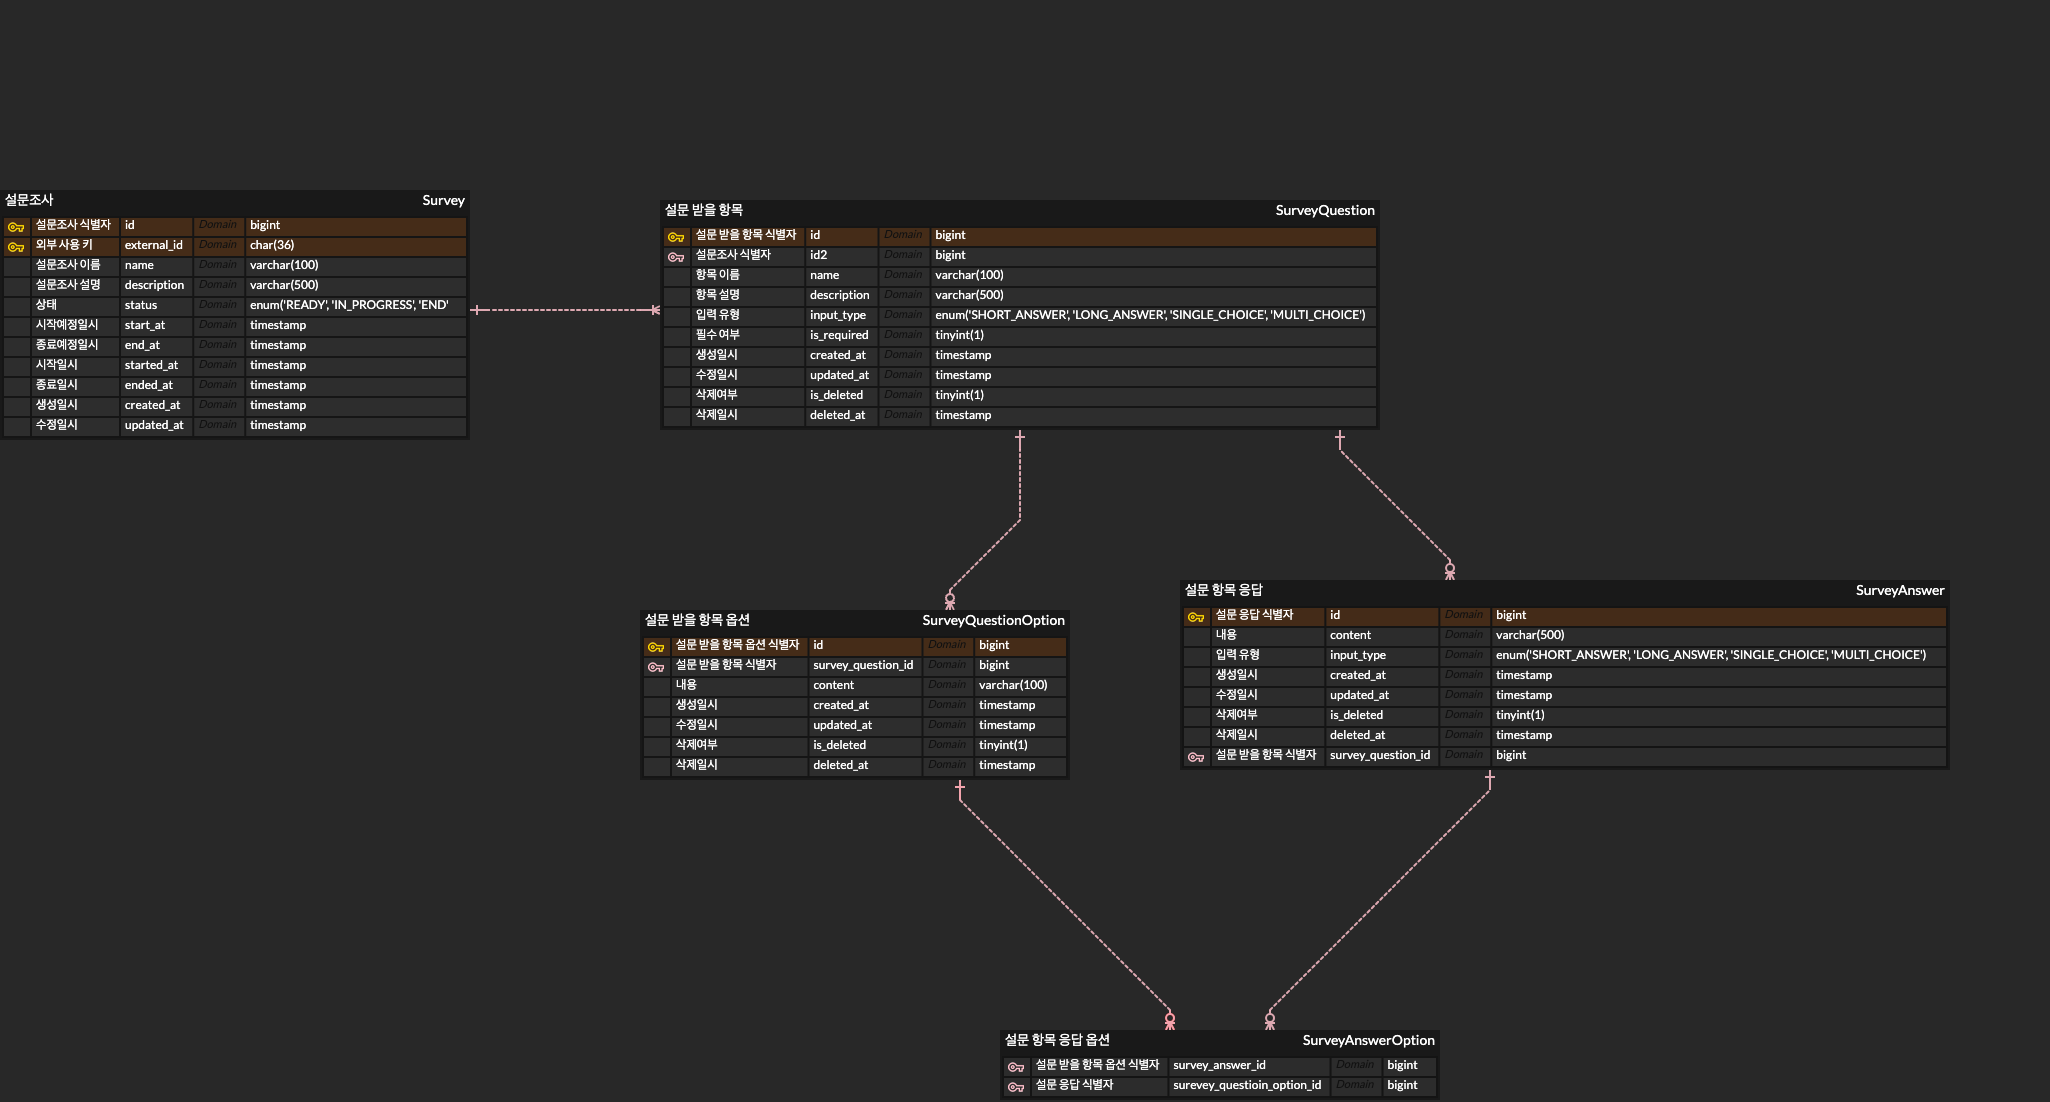 설문조사 Survey
설문조사 식별자 id Domain bigint
외부 사용 키 external_id Domain char(36)
설문조사 이름 name Domain varchar(100)
설문조사 설명 description Domain varchar(500)
상태 status Domain enum('READY', 'IN_PROGRESS', 'END'
시작예정일시 start_at Domain timestamp
종료예정일시 end_at Domain timestamp
시작일시 started_at Domain timestamp
종료일시 ended_at Domain timestamp
생성일시 created_at Domain timestamp
수정일시 updated_at Domain timestamp
설문 받을 항목 SurveyQuestion
설문 받을 항목 식별자 id Domain bigint
설문조사 식별자 id2 Domain bigint
항목 이름 name Domain varchar(100)
항목 설명 description Domain varchar(500)
입력 유형 input_type Domain enum('SHORT_ANSWER', 'LONG_ANSWER', 'SINGLE_CHOICE', 'MULTI_CHOICE')
필수 여부 is_required Domain tinyint(1)
생성일시 created_at Domain timestamp
수정일시 updated_at Domain timestamp
삭제여부 is_deleted Domain tinyint(1)
삭제일시 deleted_at Domain timestamp
설문 받을 항목 옵션 SurveyQuestionOption
설문 받을 항목 옵션 식별자 id Domain bigint
설문 받을 항목 식별자 survey_question_id Domain bigint
내용 content Domain varchar(100)
생성일시 created_at Domain timestamp
수정일시 updated_at Domain timestamp
삭제여부 is_deleted Domain tinyint(1)
삭제일시 deleted_at Domain timestamp
설문 항목 응답 SurveyAnswer
설문 응답 식별자 id Domain bigint
내용 content Domain varchar(500)
입력 유형 input_type Domain enum('SHORT_ANSWER', 'LONG_ANSWER', 'SINGLE_CHOICE', 'MULTI_CHOICE')
생성일시 created_at Domain timestamp
수정일시 updated_at Domain timestamp
삭제여부 is_deleted Domain tinyint(1)
삭제일시 deleted_at Domain timestamp
설문 받을 항목 식별자 survey_question_id Domain bigint
설문 항목 응답 옵션 SurveyAnswerOption
설문 받을 항목 옵션 식별자 survey_answer_id Domain bigint
설문 응답 식별자 surevey_questioin_option_id Domain bigint